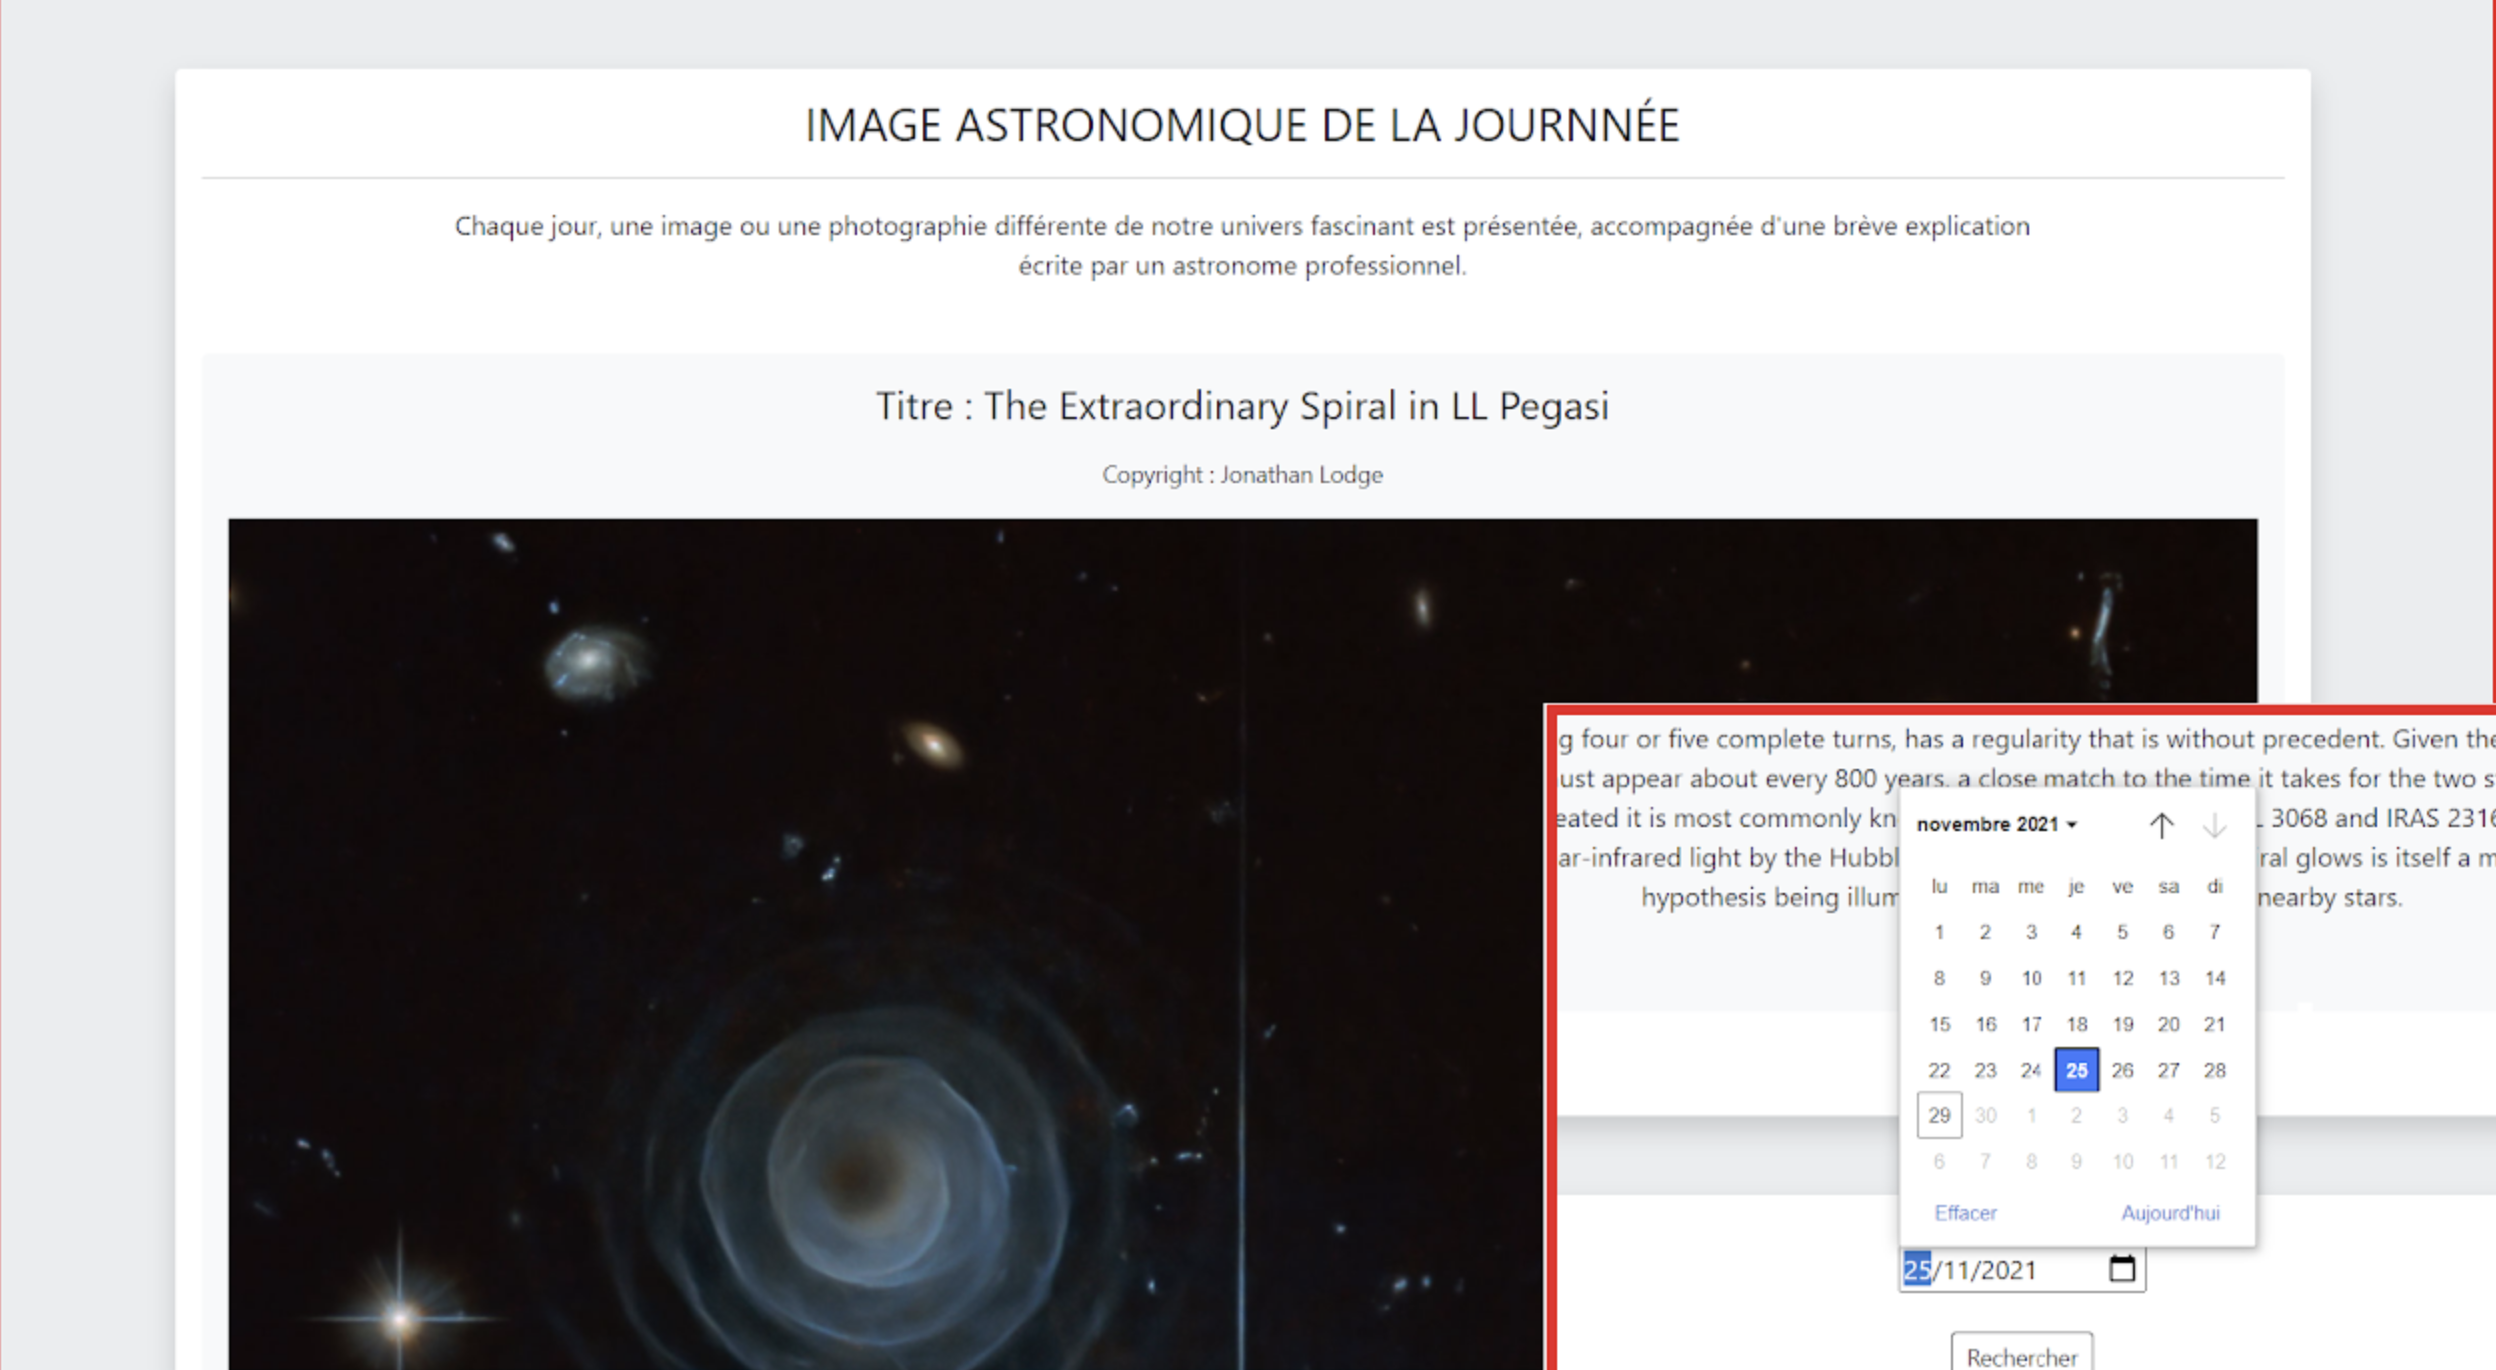 IMAGE ASTRONOMIQUE DE LA JOURNNÉE
Chaque jour, une image ou une photographie différente de notre univers fascinant est présentée, accompagnée d'une brève explication
écrite par un astronome professionnel.
Titre : The Extraordinary Spiral in LL Pegasi
Copyright : Jonathan Lodge
g four or five complete turns, has a regularity that is without precedent. Given the
ust appear about every 800 years, a close match to the time it takes for the two s
eated it is most commonly kn
3068 and IRAS 2316
ar-infrared light by the Hubbl
ral glows is itself a m
hypothesis being illum
nearby stars.
novembre 2021
lu ma me je ve sa di
1 2 3 4 5 6 7
8 9 10 11 12 13 14
15 16 17 18 19 20 21
22 23 24 25 26 27 28
29 30 1 2 3 4 5
6 7 8 9 10 11 12
Effacer Aujourd'hui
25/11/2021
Rechercher